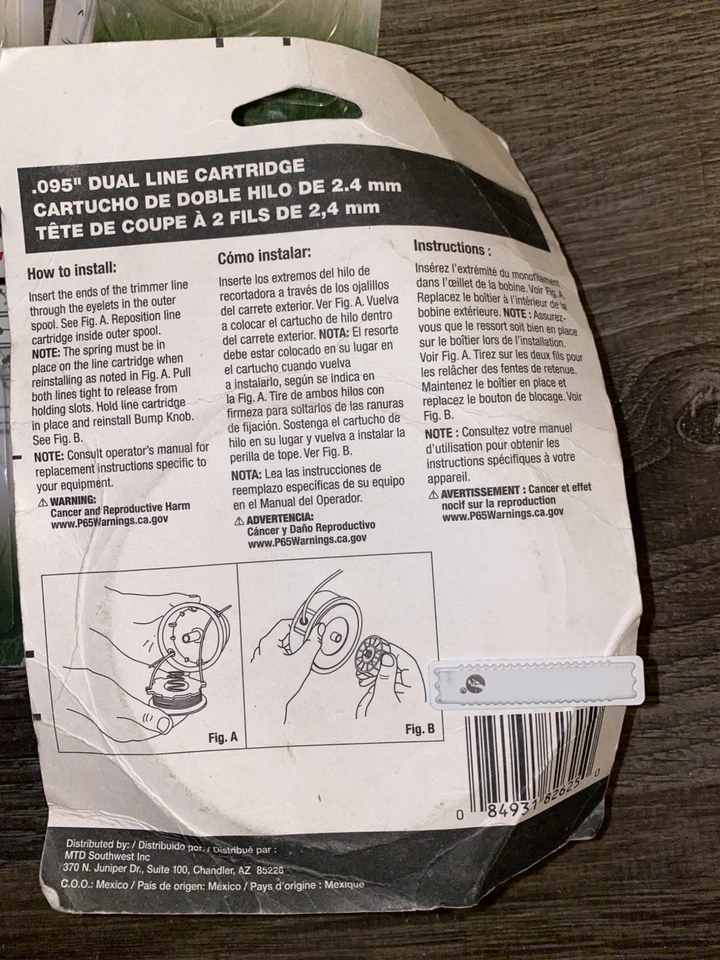 .095" DUAL LINE CARTRIDGE
CARTUCHO DE DOBLE HILO DE 2.4 mm
TÊTE DE COUPE À 2 FILS DE 2,4 mm
How to install:
Insert the ends of the trimmer line
through the eyelets in the outer
spool. See Fig. A. Reposition line
cartridge inside outer spool.
NOTE: The spring must be in
place on the line cartridge when
reinstalling as noted in Fig. A. Pull
both lines tight to release from
holding slots. Hold line cartridge
in place and reinstall Bump Knob.
See Fig. B.
NOTE: Consult operator's manual for
replacement instructions specific to
your equipment.
⚠ WARNING:
Cancer and Reproductive Harm
www.P65Warnings.ca.gov
Cómo instalar:
Inserte los extremos del hilo de
recortadora a través de los ojalillos
del carrete exterior. Ver Fig. A. Vuelva
a colocar el cartucho de hilo dentro
del carrete exterior. NOTA: El resorte
debe estar colocado en su lugar en
el cartucho cuando vuelva
a instalarlo, según se indica en
la Fig. A. Tire de ambos hilos con
firmeza para soltarlos de las ranuras
de fijación. Sostenga el cartucho de
hilo en su lugar y vuelva a instalar la
perilla de tope. Ver Fig. B.
NOTA: Lea las instrucciones de
reemplazo específicas de su equipo
en el Manual del Operador.
⚠ ADVERTENCIA:
Cáncer y Daño Reproductivo
www.P65Warnings.ca.gov
Instructions :
Insérez l'extrémité du monofilament
dans l'œillet de la bobine. Voir Fig. A.
Replacez le boîtier à l'intérieur de la
bobine extérieure. NOTE : Assurez-
vous que le ressort soit bien en place
sur le boîtier lors de l'installation.
Voir Fig. A. Tirez sur les deux fils pour
les relâcher des fentes de retenue.
Maintenez le boîtier en place et
replacez le bouton de blocage. Voir
Fig. B.
NOTE : Consultez votre manuel
d'utilisation pour obtenir les
instructions spécifiques à votre
appareil.
⚠ AVERTISSEMENT : Cancer et effet
nocif sur la reproduction
www.P65Warnings.ca.gov
Fig. A
Fig. B
0 84931 82625 0
Distributed by: / Distribuido por: / Distribué par :
MTD Southwest Inc
370 N. Juniper Dr., Suite 100, Chandler, AZ 85226
C.O.O.: Mexico / País de origen: México / Pays d'origine : Mexique